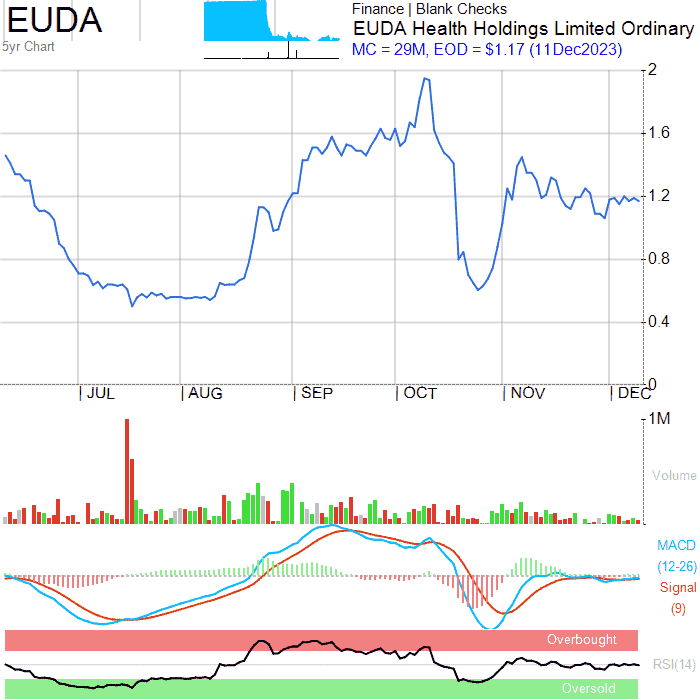 EUDA
5yr Chart
Finance | Blank Checks
EUDA Health Holdings Limited Ordinary
MC = 29M, EOD = $1.17 (11Dec2023)
2
1.6
1.2
0.8
0.4
0
| JUL | AUG | SEP | OCT | NOV | DEC
1M
Volume
MACD
(12-26)
Signal
(9)
Overbought
RSI(14)
Oversold